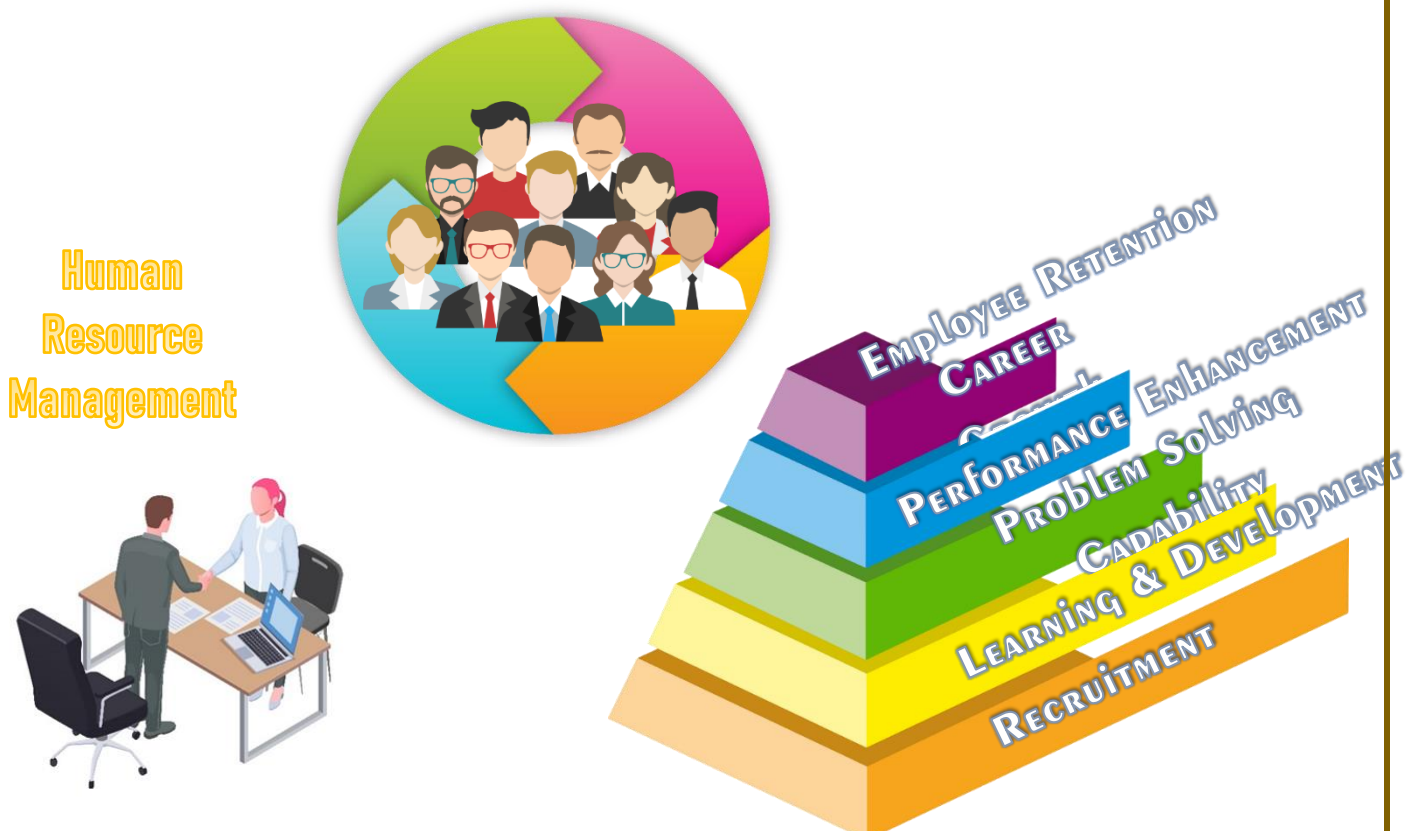 Human
Resource
Management
Employee Retention
Career
Performance Enhancement
Problem Solving
Capability
Learning & Development
Recruitment